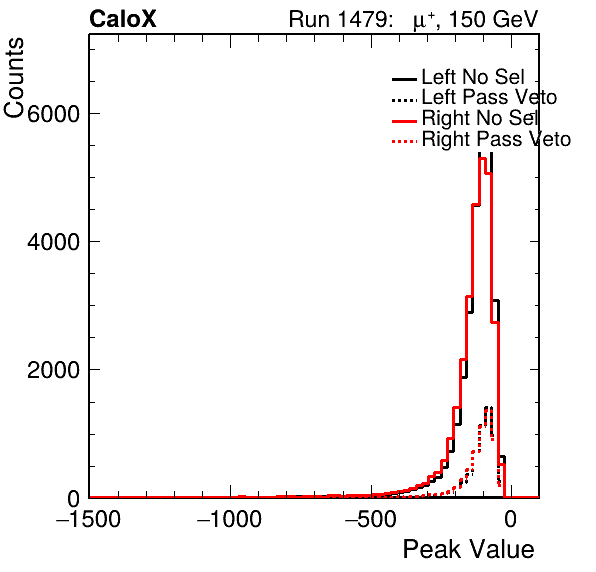 CaloX Run 1479: μ⁺, 150 GeV
Counts
Left No Sel
Left Pass Veto
Right No Sel
Right Pass Veto
6000
4000
2000
0
−1500 −1000 −500 0
Peak Value